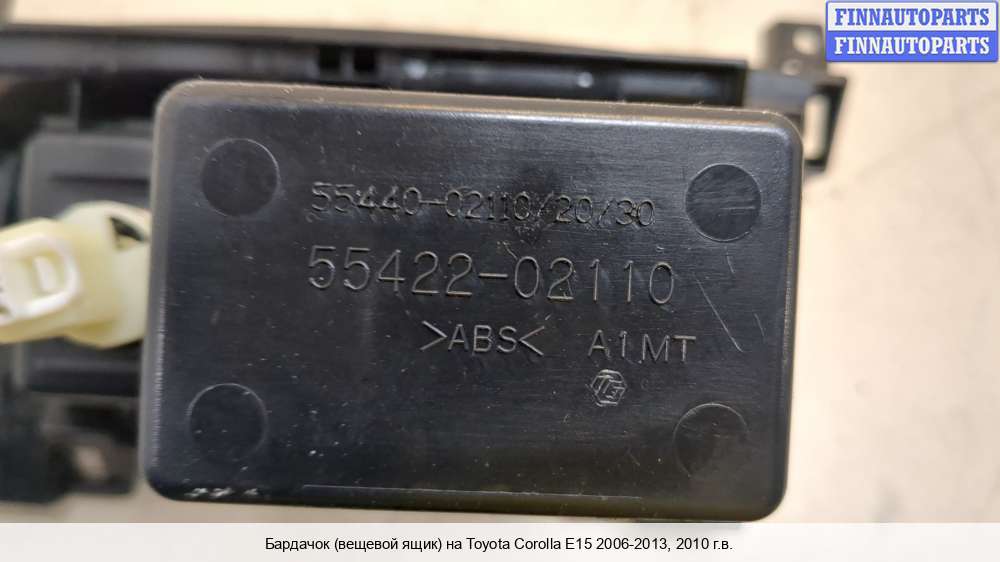 FINNAUTOPARTS
FINNAUTOPARTS
55440-02110/20/30
55422-02110
>ABS< A1MT
Бардачок (вещевой ящик) на Toyota Corolla E15 2006-2013, 2010 г.в.